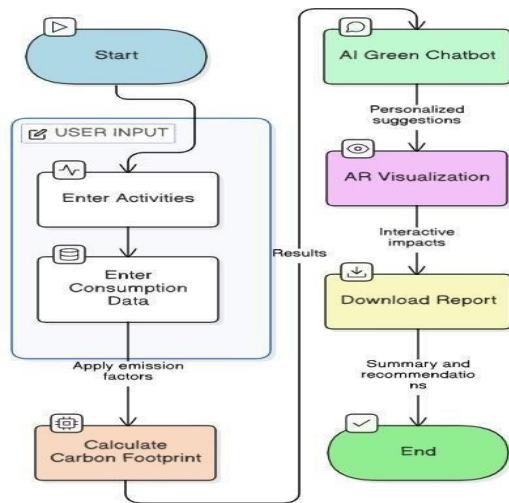 Start
USER INPUT
Enter Activities
Enter
Consumption
Data
Apply emission
factors
Calculate
Carbon Footprint
Results
AI Green Chatbot
Personalized
suggestions
AR Visualization
Interactive
impacts
Download Report
Summary and
recommendatio
ns
End